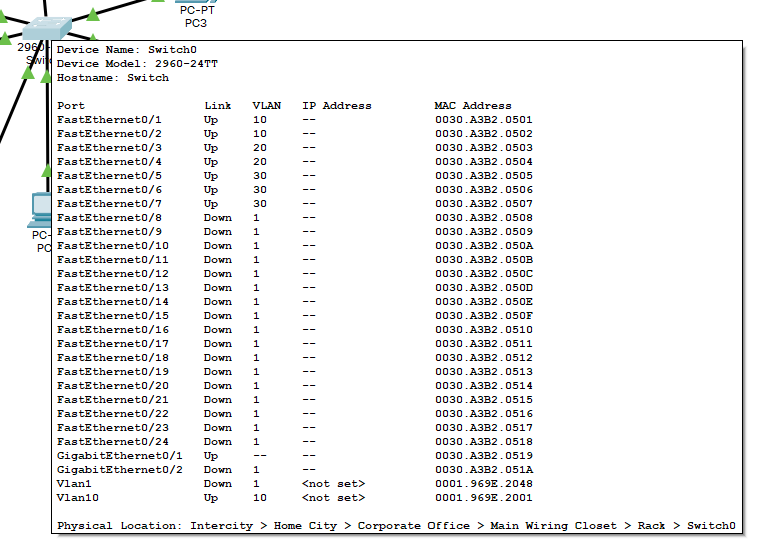 PC-PT
PC3
2960
Swi
Device Name: Switch0
Device Model: 2960-24TT
Hostname: Switch
Port Link VLAN IP Address MAC Address
FastEthernet0/1 Up 10 -- 0030.A3B2.0501
FastEthernet0/2 Up 10 -- 0030.A3B2.0502
FastEthernet0/3 Up 20 -- 0030.A3B2.0503
FastEthernet0/4 Up 20 -- 0030.A3B2.0504
FastEthernet0/5 Up 30 -- 0030.A3B2.0505
FastEthernet0/6 Up 30 -- 0030.A3B2.0506
FastEthernet0/7 Up 30 -- 0030.A3B2.0507
FastEthernet0/8 Down 1 -- 0030.A3B2.0508
FastEthernet0/9 Down 1 -- 0030.A3B2.0509
FastEthernet0/10 Down 1 -- 0030.A3B2.050A
FastEthernet0/11 Down 1 -- 0030.A3B2.050B
FastEthernet0/12 Down 1 -- 0030.A3B2.050C
FastEthernet0/13 Down 1 -- 0030.A3B2.050D
FastEthernet0/14 Down 1 -- 0030.A3B2.050E
FastEthernet0/15 Down 1 -- 0030.A3B2.050F
FastEthernet0/16 Down 1 -- 0030.A3B2.0510
FastEthernet0/17 Down 1 -- 0030.A3B2.0511
FastEthernet0/18 Down 1 -- 0030.A3B2.0512
FastEthernet0/19 Down 1 -- 0030.A3B2.0513
FastEthernet0/20 Down 1 -- 0030.A3B2.0514
FastEthernet0/21 Down 1 -- 0030.A3B2.0515
FastEthernet0/22 Down 1 -- 0030.A3B2.0516
FastEthernet0/23 Down 1 -- 0030.A3B2.0517
FastEthernet0/24 Down 1 -- 0030.A3B2.0518
GigabitEthernet0/1 Up -- -- 0030.A3B2.0519
GigabitEthernet0/2 Down 1 -- 0030.A3B2.051A
Vlan1 Down 1 <not set> 0001.969E.2048
Vlan10 Up 10 <not set> 0001.969E.2001
PC-
PC
Physical Location: Intercity > Home City > Corporate Office > Main Wiring Closet > Rack > Switch0